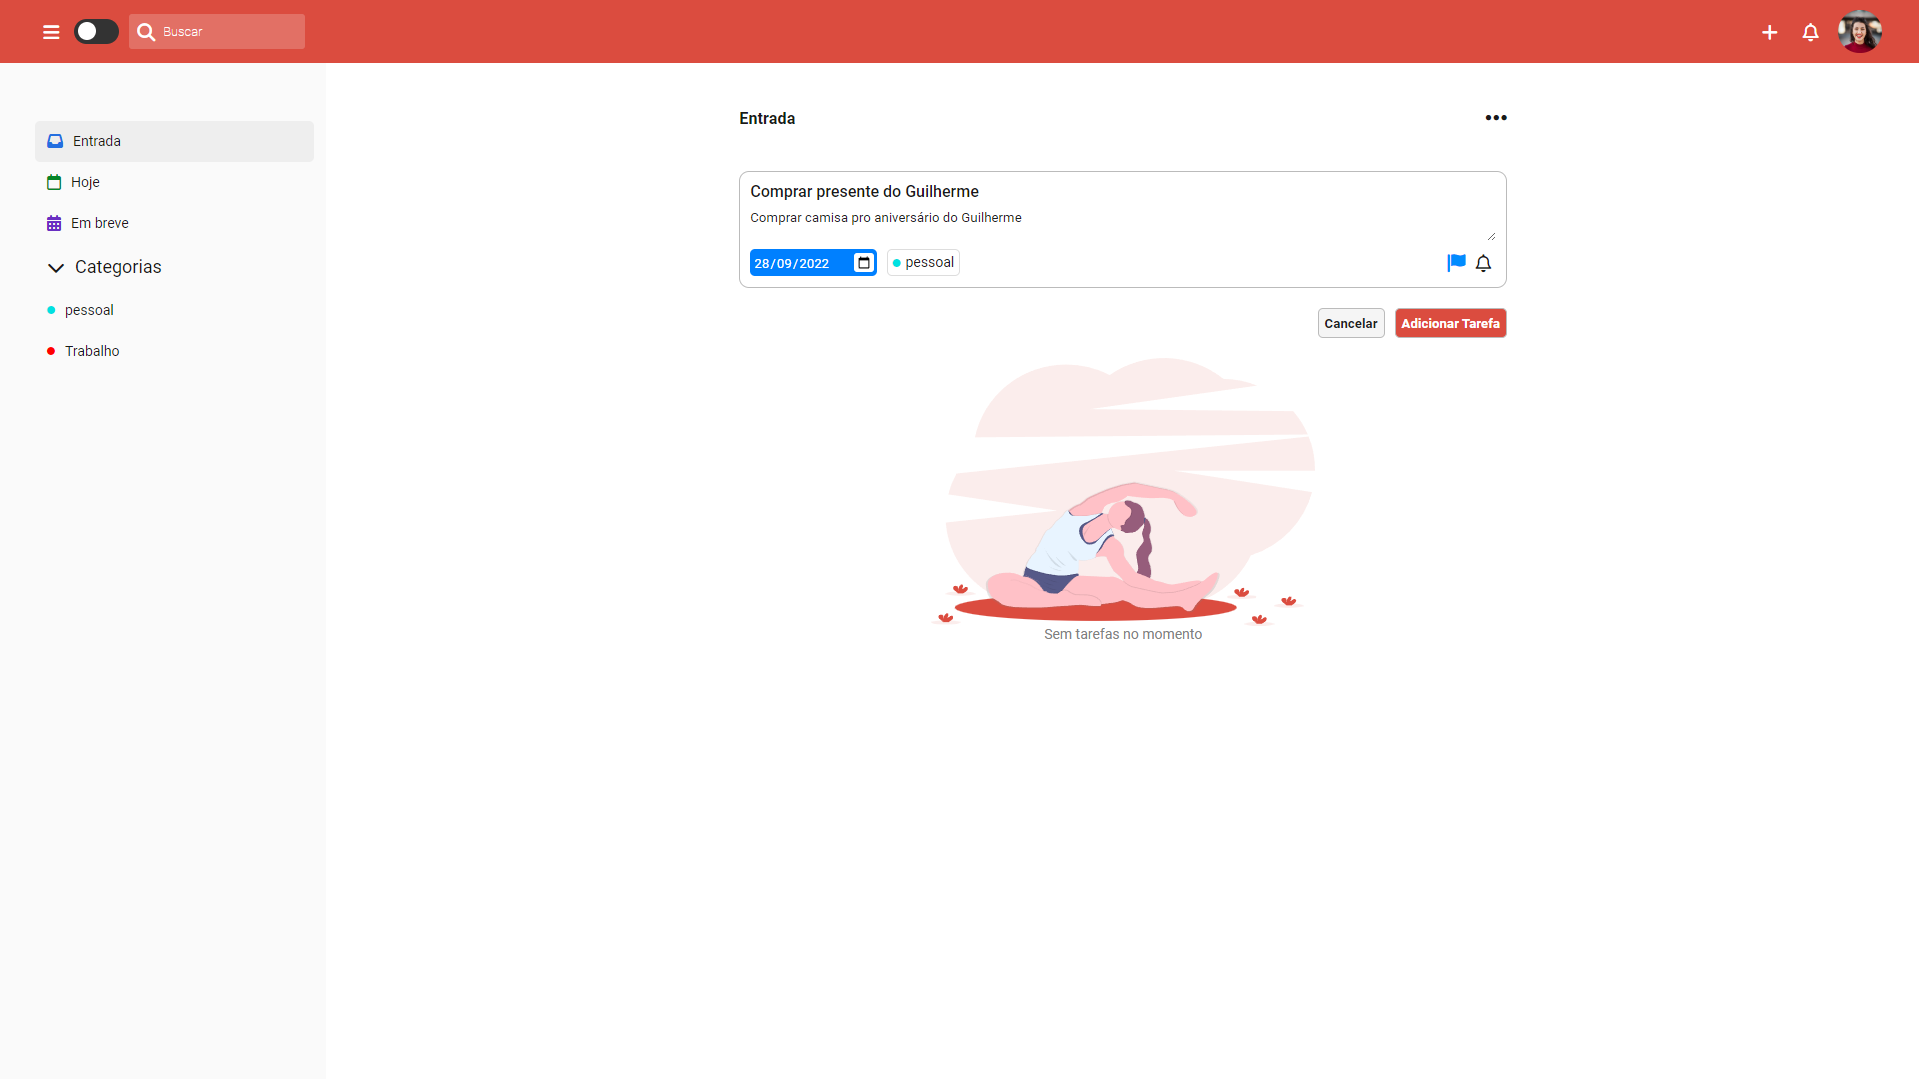 Buscar
Entrada
Hoje
Em breve
Categorias
pessoal
Trabalho
Entrada
Comprar presente do Guilherme
Comprar camisa pro aniversário do Guilherme
28/09/2022 pessoal
Cancelar Adicionar Tarefa
Sem tarefas no momento